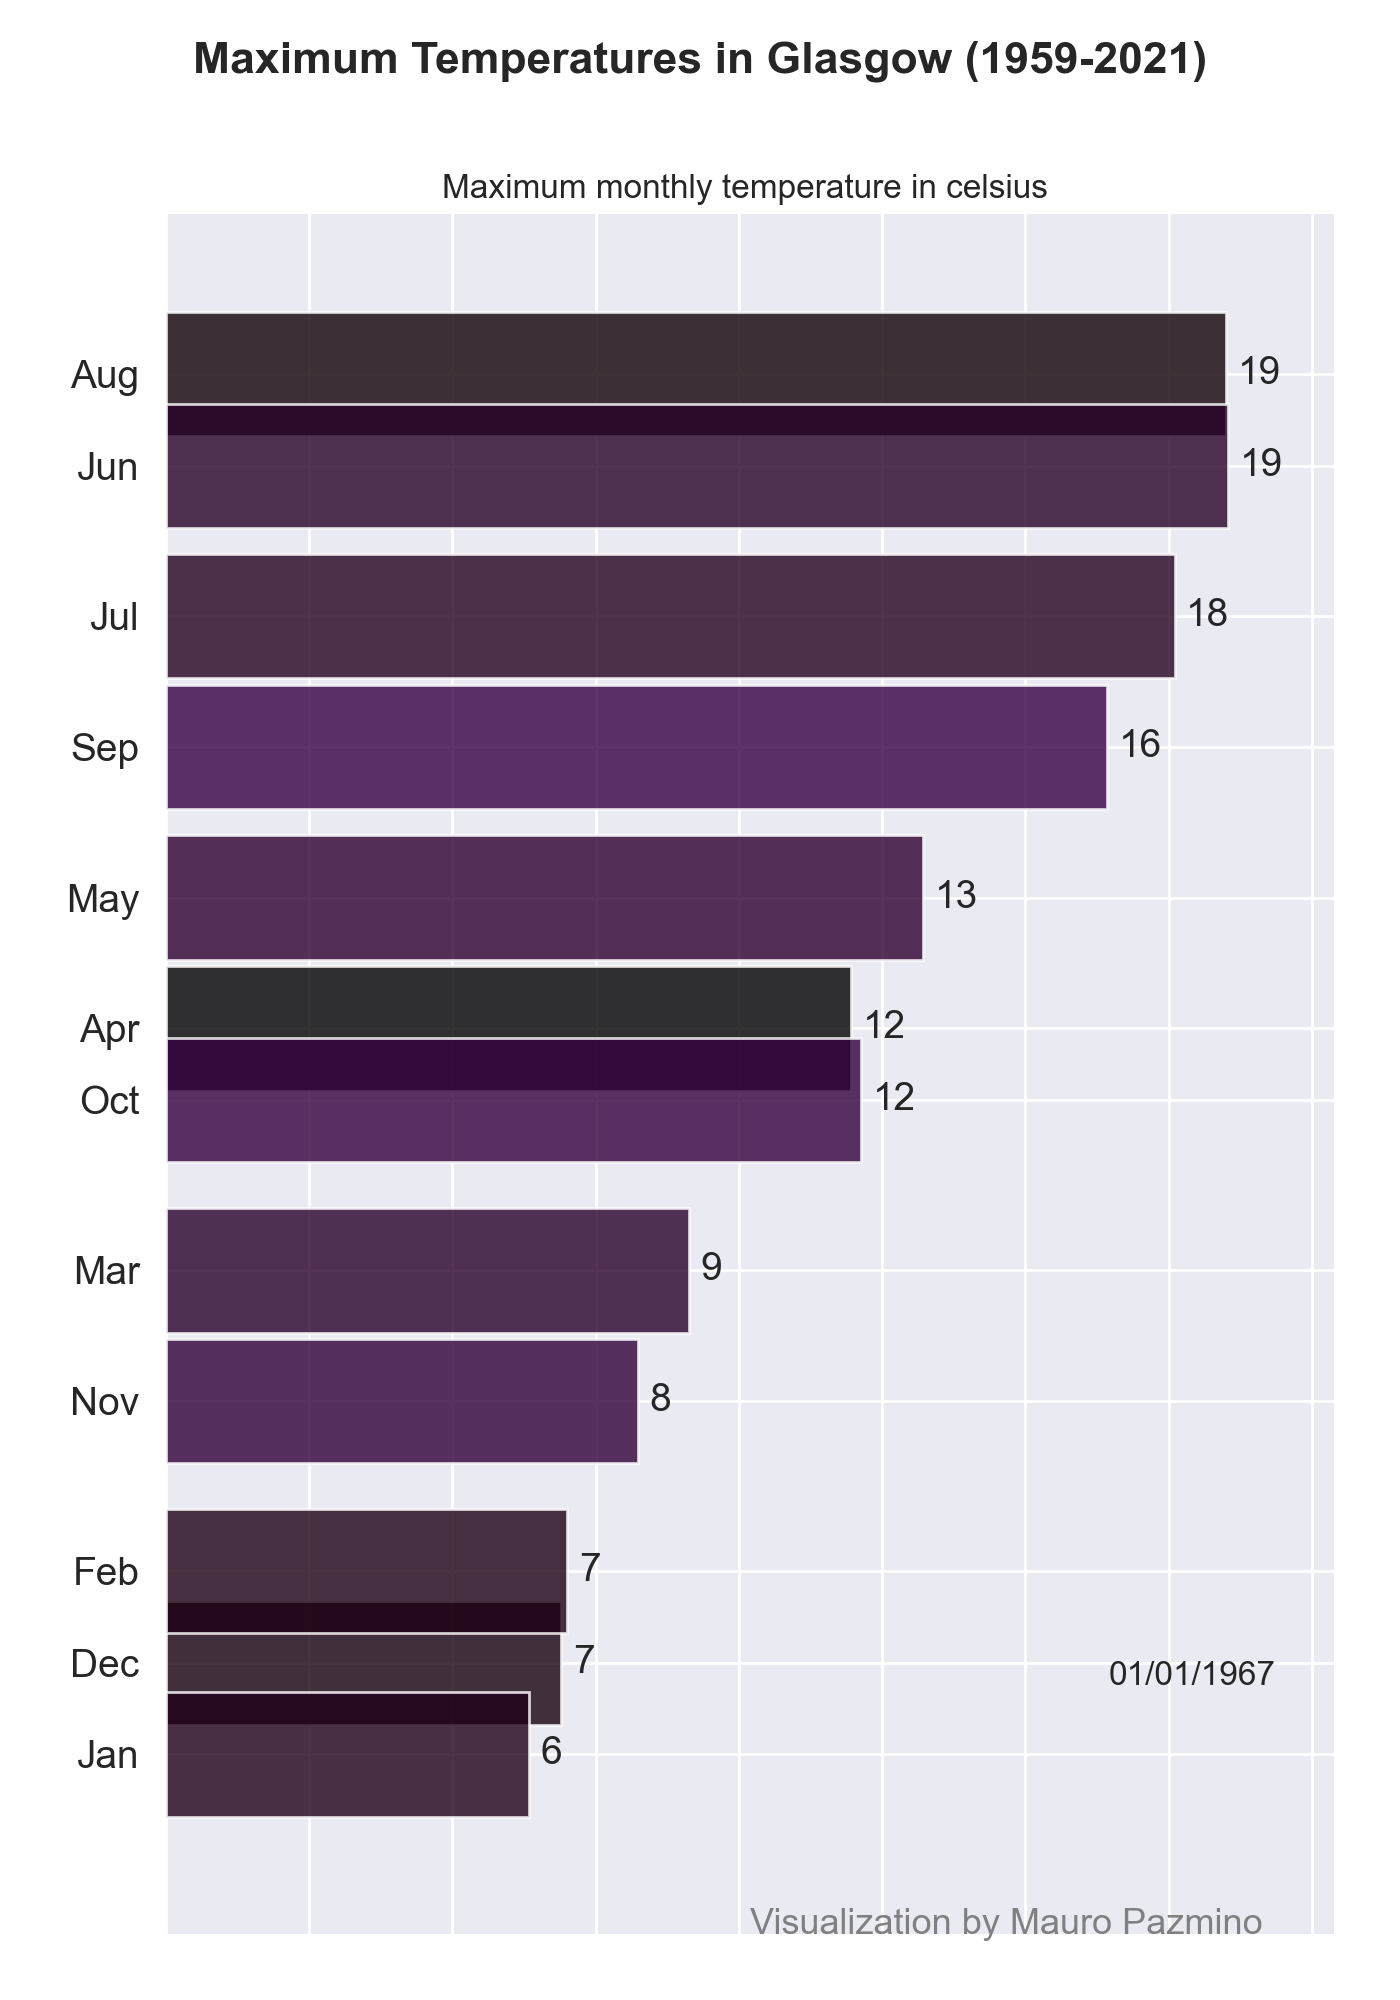 Maximum Temperatures in Glasgow (1959-2021)
Maximum monthly temperature in celsius
Aug 19
Jun 19
Jul 18
Sep 16
May 13
Apr 12
Oct 12
Mar 9
Nov 8
Feb 7
Dec 7
01/01/1967
Jan 6
Visualization by Mauro Pazmino